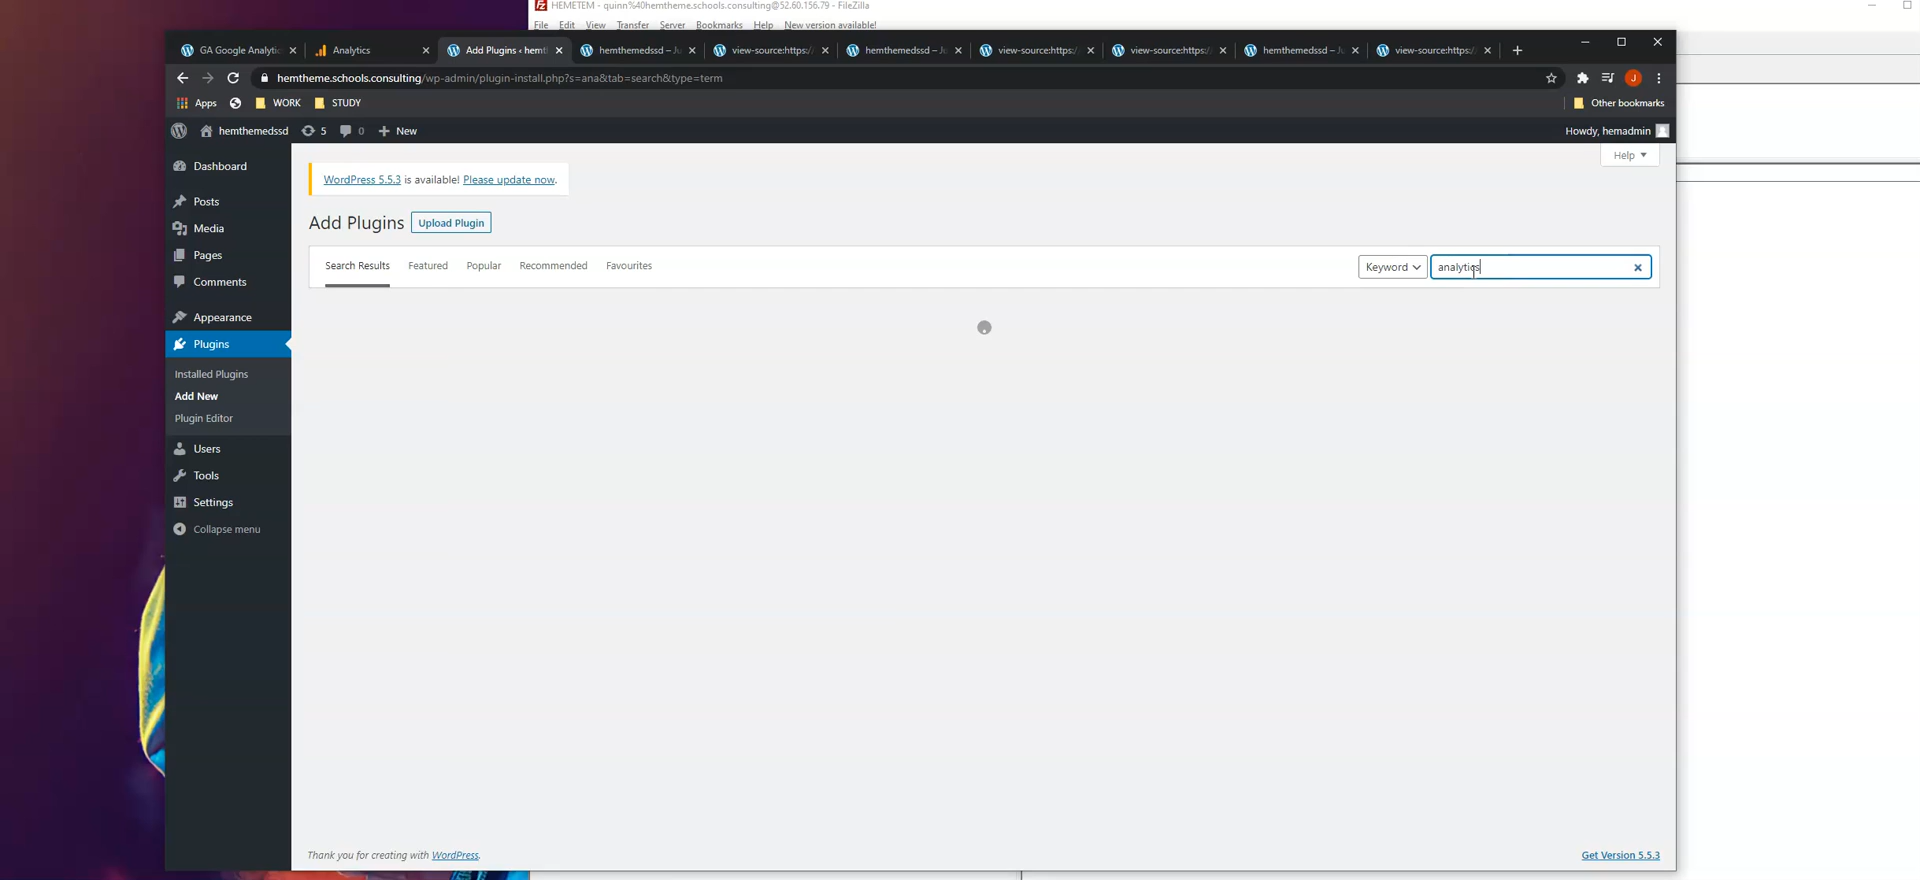 HEMETEM - quinn%40hemtheme.schools.consulting@52.60.156.79 - FileZilla
File Edit View Transfer Server Bookmarks Help New version available!
GA Google Analytic
Analytics
Add Plugins ‹ hemth
hemthemedssd – Ju
view-source:https:/
hemthemedssd – Ju
view-source:https:/
view-source:https:/
hemthemedssd – Ju
view-source:https:/
hemtheme.schools.consulting/wp-admin/plugin-install.php?s=ana&tab=search&type=term
J
Apps WORK STUDY Other bookmarks
hemthemedssd 5 0 New Howdy, hemadmin
Help
Dashboard
Posts
Media
Pages
Comments
Appearance
Plugins
Installed Plugins
Add New
Plugin Editor
Users
Tools
Settings
Collapse menu
WordPress 5.5.3 is available! Please update now.
Add Plugins Upload Plugin
Search Results Featured Popular Recommended Favourites Keyword analytics
Thank you for creating with WordPress. Get Version 5.5.3